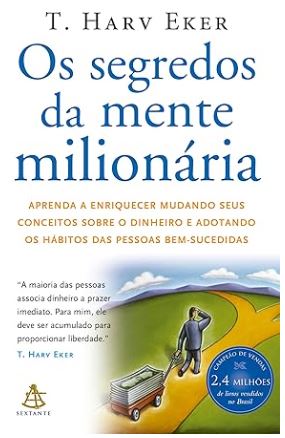 T. HARV EKER
Os segredos
da mente
milionária
APRENDA A ENRIQUECER MUDANDO SEUS
CONCEITOS SOBRE O DINHEIRO E ADOTANDO
OS HÁBITOS DAS PESSOAS BEM-SUCEDIDAS
"A maioria das pessoas
associa dinheiro a prazer
imediato. Para mim, ele
deve ser acumulado para
proporcionar liberdade."
T. HARV EKER
CAMPEÃO DE VENDAS
2,4 MILHÕES
de livros vendidos
no Brasil
SEXTANTE